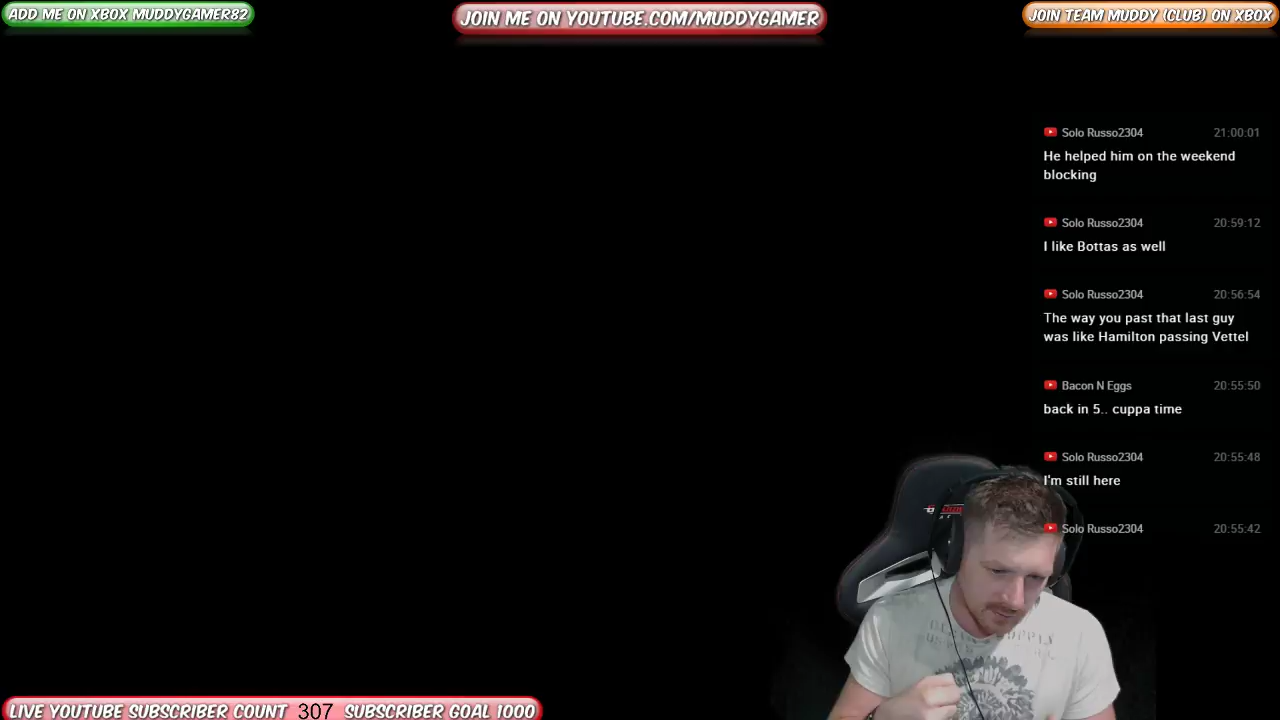 ADD ME ON XBOX MUDDYGAMER82
JOIN ME ON YOUTUBE.COM/MUDDYGAMER
JOIN TEAM MUDDY (CLUB) ON XBOX
Solo Russo2304 21:00:01
He helped him on the weekend
blocking
Solo Russo2304 20:59:12
I like Bottas as well
Solo Russo2304 20:56:54
The way you past that last guy
was like Hamilton passing Vettel
Bacon N Eggs 20:55:50
back in 5.. cuppa time
Solo Russo2304 20:55:48
I'm still here
Solo Russo2304 20:55:42
LIVE YOUTUBE SUBSCRIBER COUNT 307 SUBSCRIBER GOAL 1000